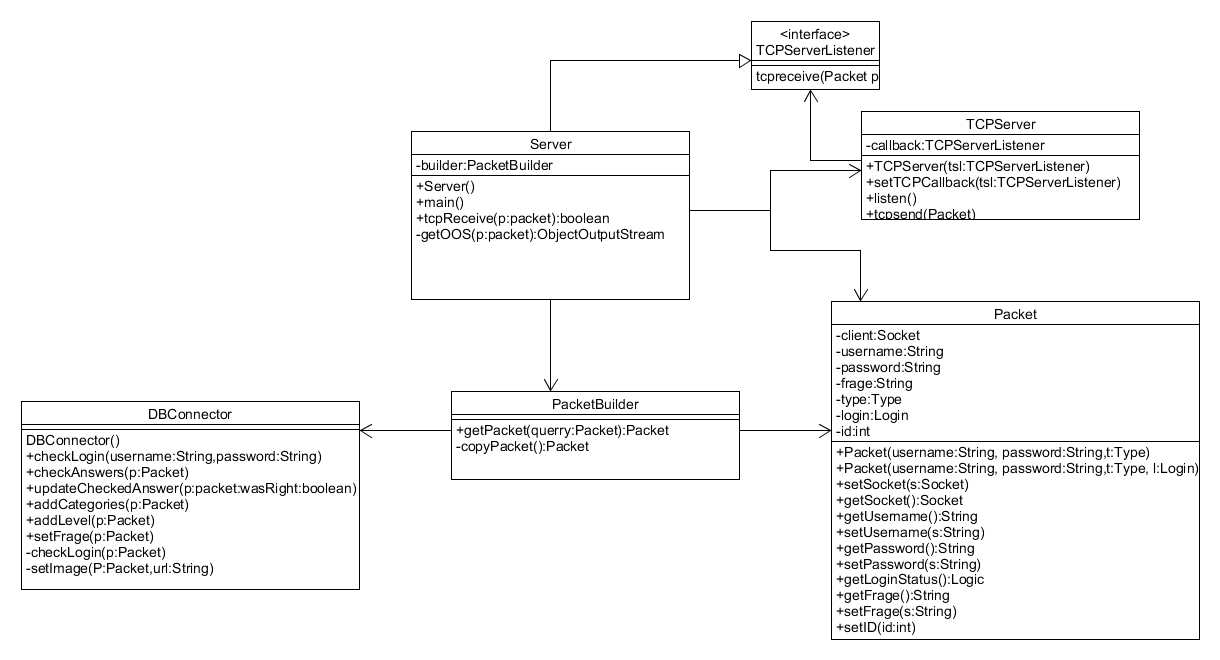 <interface>
TCPServerListener
tcpreceive(Packet p
TCPServer
-callback:TCPServerListener
+TCPServer(tsl:TCPServerListener)
+setTCPCallback(tsl:TCPServerListener)
+listen()
+tcpsend(Packet)
Server
-builder:PacketBuilder
+Server()
+main()
+tcpReceive(p:packet):boolean
-getOOS(p:packet):ObjectOutputStream
Packet
-client:Socket
-username:String
-password:String
-frage:String
-type:Type
-login:Login
-id:int
+Packet(username:String, password:String,t:Type)
+Packet(username:String, password:String,t:Type, l:Login)
+setSocket(s:Socket)
+getSocket():Socket
+getUsername():String
+setUsername(s:String)
+getPassword():String
+setPassword(s:String)
+getLoginStatus():Logic
+getFrage():String
+setFrage(s:String)
+setID(id:int)
PacketBuilder
+getPacket(querry:Packet):Packet
-copyPacket():Packet
DBConnector
DBConnector()
+checkLogin(username:String,password:String)
+checkAnswers(p:Packet)
+updateCheckedAnswer(p:packet:wasRight:boolean)
+addCategories(p:Packet)
+addLevel(p:Packet)
+setFrage(p:Packet)
-checkLogin(p:Packet)
-setImage(P:Packet,url:String)